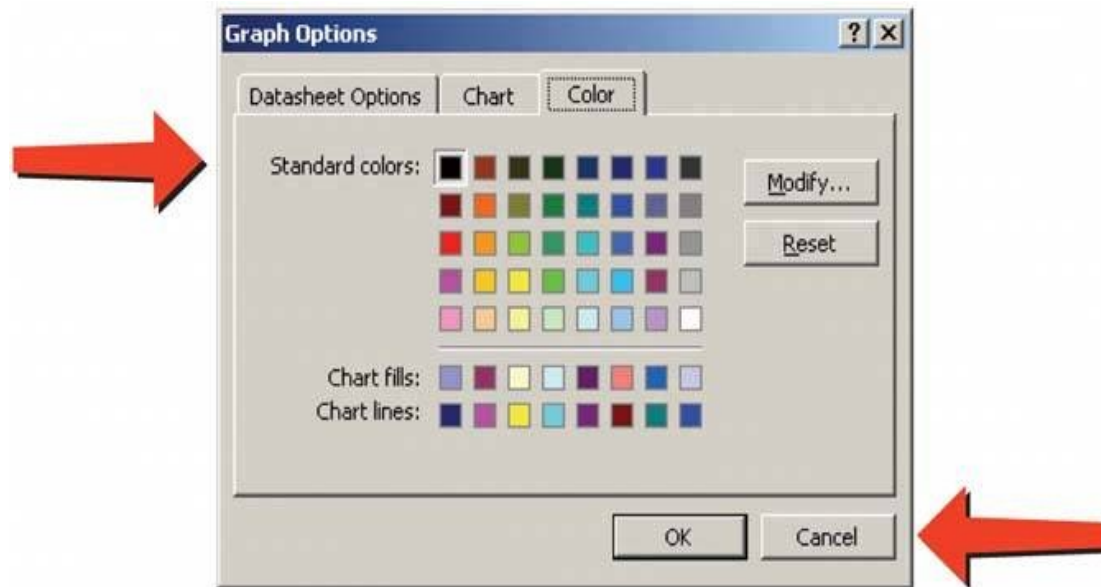 Graph Options
Datasheet Options Chart Color
Standard colors:
Modify...
Reset
Chart fills:
Chart lines:
OK Cancel